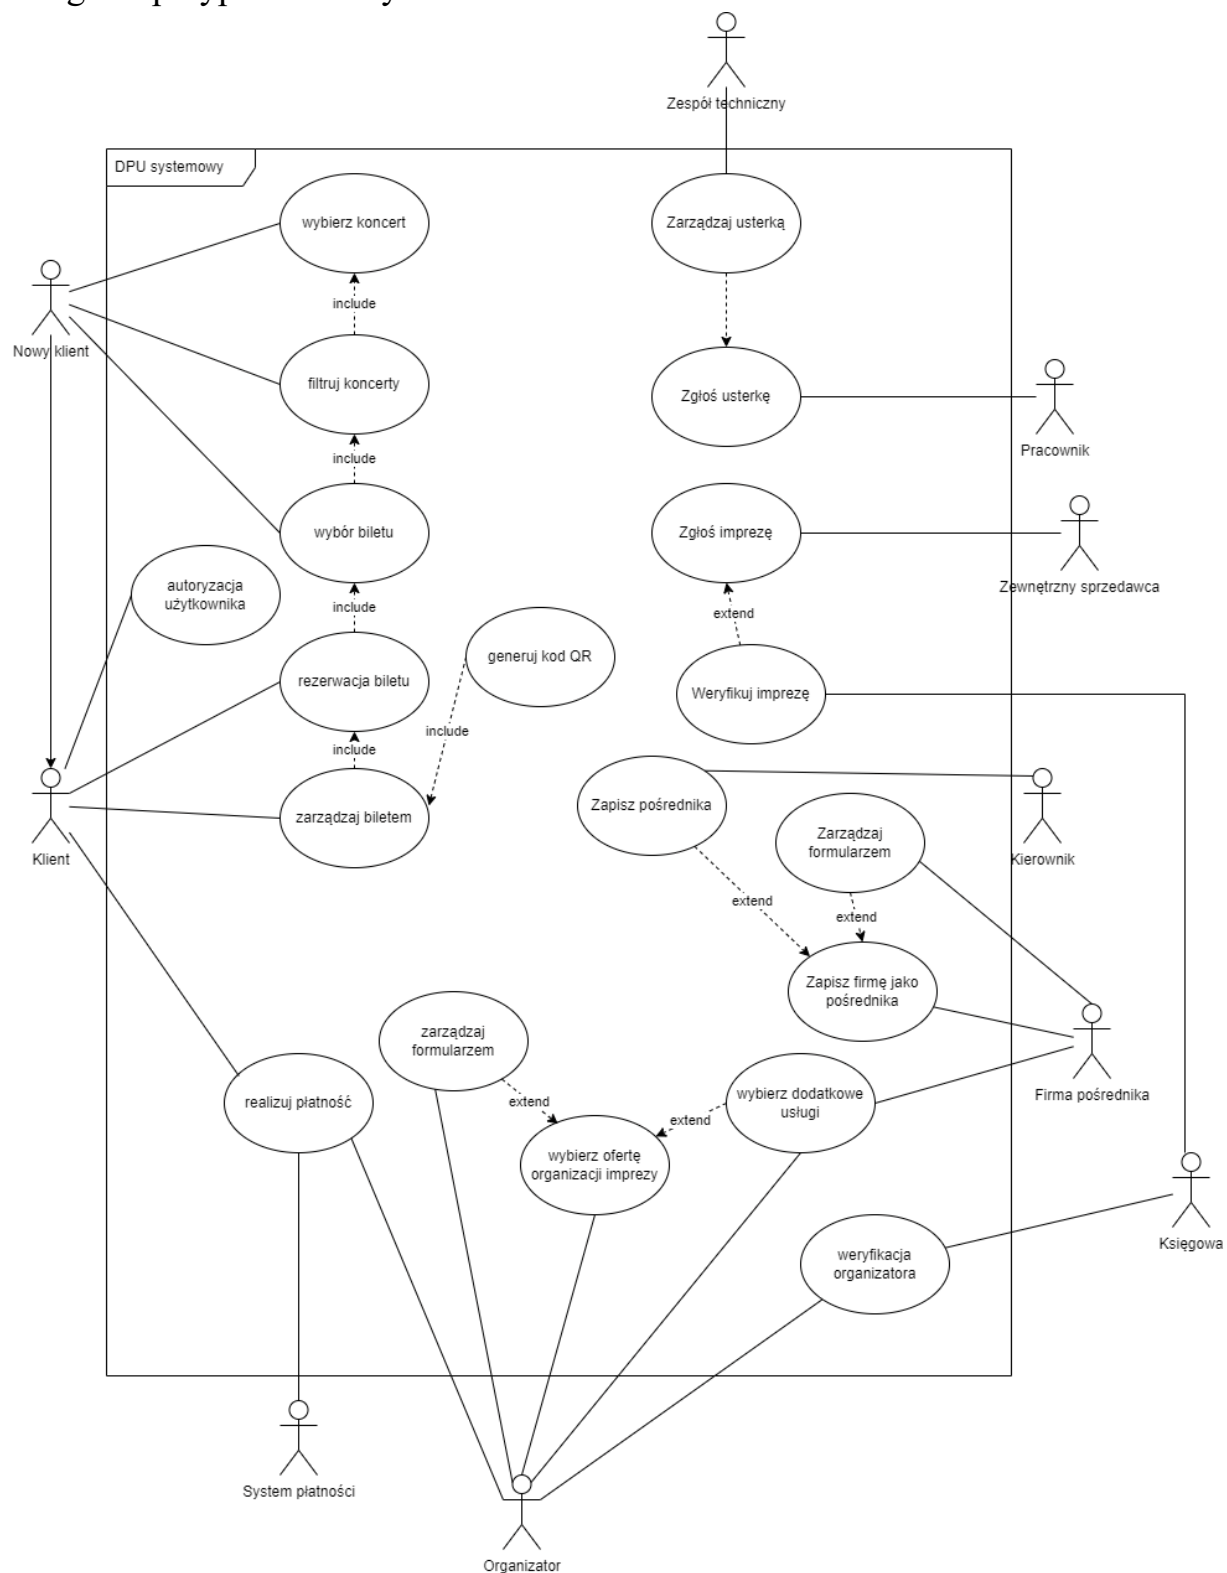 Zespół techniczny
DPU systemowy
wybierz koncert
Zarządzaj usterką
include
Nowy klient
filtruj koncerty
Zgłoś usterkę
Pracownik
include
wybór biletu
Zgłoś imprezę
Zewnętrzny sprzedawca
autoryzacja
użytkownika
include
extend
generuj kod QR
rezerwacja biletu
Weryfikuj imprezę
include
include
zarządzaj biletem
Zapisz pośrednika
Klient
Zarządzaj
formularzem
Kierownik
extend
extend
Zapisz firmę jako
pośrednika
zarządzaj
formularzem
realizuj płatność
extend
extend
wybierz dodatkowe
usługi
Firma pośrednika
wybierz ofertę
organizacji imprezy
Księgowa
weryfikacja
organizatora
System płatności
Organizator